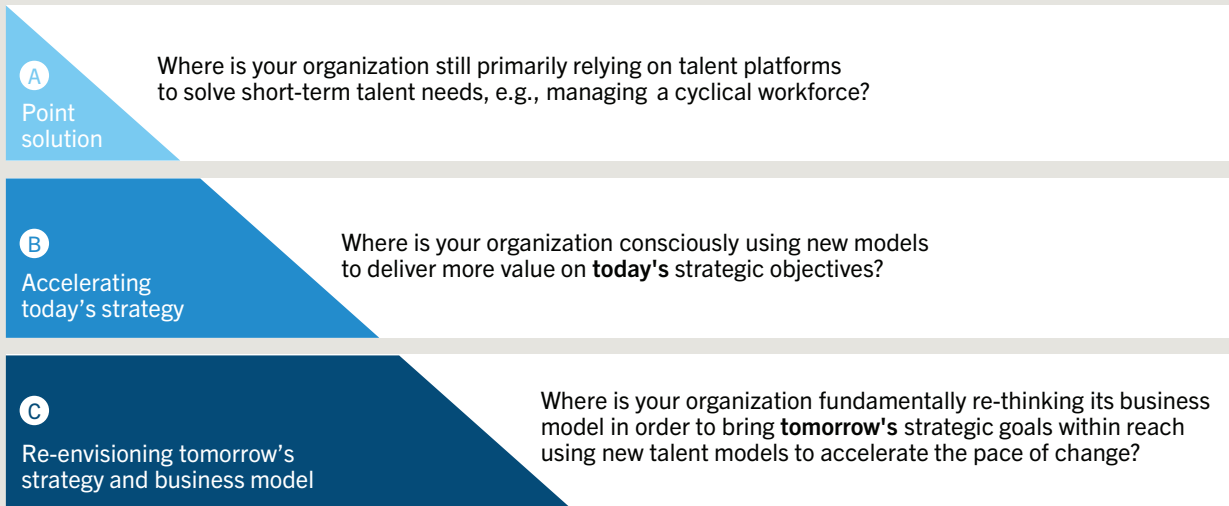 A
Point
solution
Where is your organization still primarily relying on talent platforms
to solve short-term talent needs, e.g., managing a cyclical workforce?
B
Accelerating
today’s strategy
Where is your organization consciously using new models
to deliver more value on today's strategic objectives?
C
Re-envisioning tomorrow’s
strategy and business model
Where is your organization fundamentally re-thinking its business
model in order to bring tomorrow's strategic goals within reach
using new talent models to accelerate the pace of change?